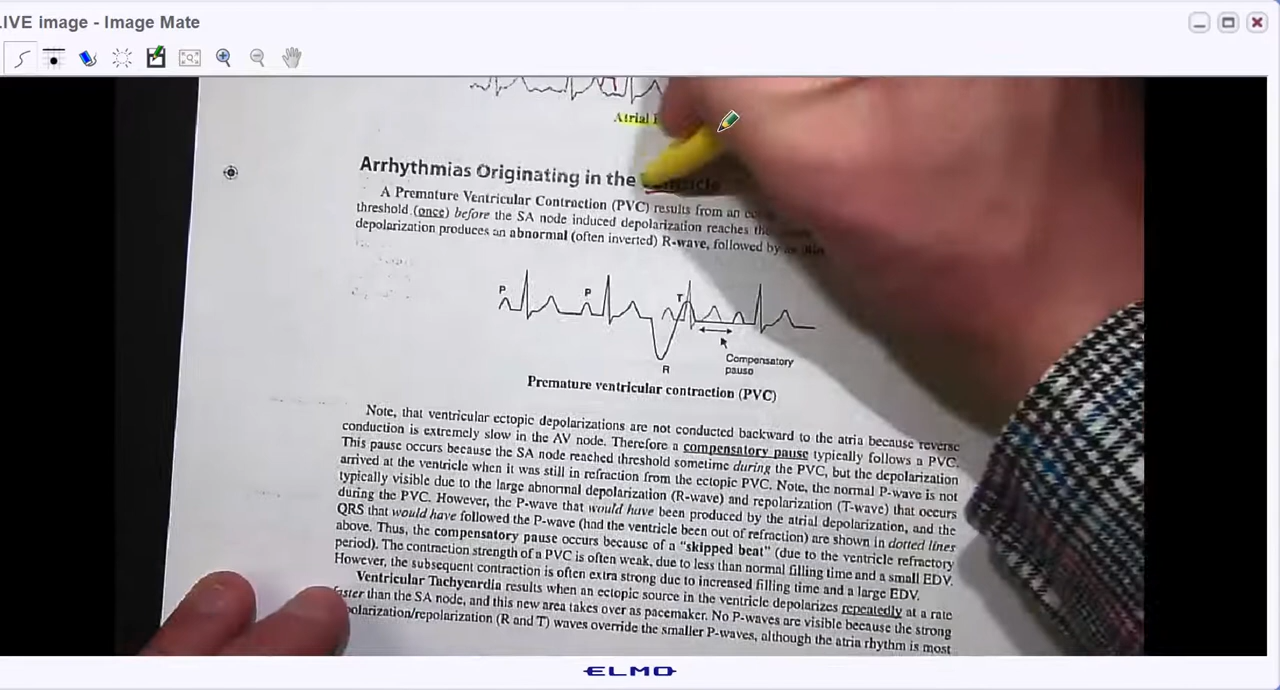 LIVE image - Image Mate
Atrial
Arrhythmias Originating in the
A Premature Ventricular Contraction (PVC) results from an
threshold (once) before the SA node induced depolarization reaches
depolarization produces an abnormal (often inverted) R-wave, followed by
P
P
T
R
Compensatory
pause
Premature ventricular contraction (PVC)
Note, that ventricular ectopic depolarizations are not conducted backward to the atria because reverse
conduction is extremely slow in the AV node. Therefore a compensatory pause typically follows a PVC.
This pause occurs because the SA node reached threshold sometime during the PVC, but the depolarization
arrived at the ventricle when it was still in refraction from the ectopic PVC. Note, the normal P-wave is not
typically visible due to the large abnormal depolarization (R-wave) and repolarization (T-wave) that occurs
during the PVC. However, the P-wave that would have been produced by the atrial depolarization, and the
QRS that would have followed the P-wave (had the ventricle been out of refraction) are shown in dotted lines
above. Thus, the compensatory pause occurs because of a “skipped beat” (due to the ventricle refractory
period). The contraction strength of a PVC is often weak, due to less than normal filling time and a small EDV.
However, the subsequent contraction is often extra strong due to increased filling time and a large EDV.
Ventricular Tachycardia results when an ectopic source in the ventricle depolarizes repeatedly at a rate
faster than the SA node, and this new area takes over as pacemaker. No P-waves are visible because the strong
polarization/repolarization (R and T) waves override the smaller P-waves, although the atria rhythm is most
ELMO